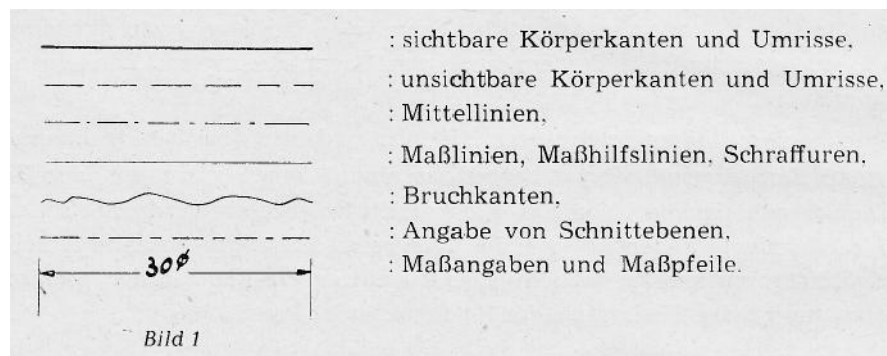 : sichtbare Körperkanten und Umrisse,
: unsichtbare Körperkanten und Umrisse,
: Mittellinien,
: Maßlinien, Maßhilfslinien, Schraffuren,
: Bruchkanten,
: Angabe von Schnittebenen,
30ø : Maßangaben und Maßpfeile.
Bild 1